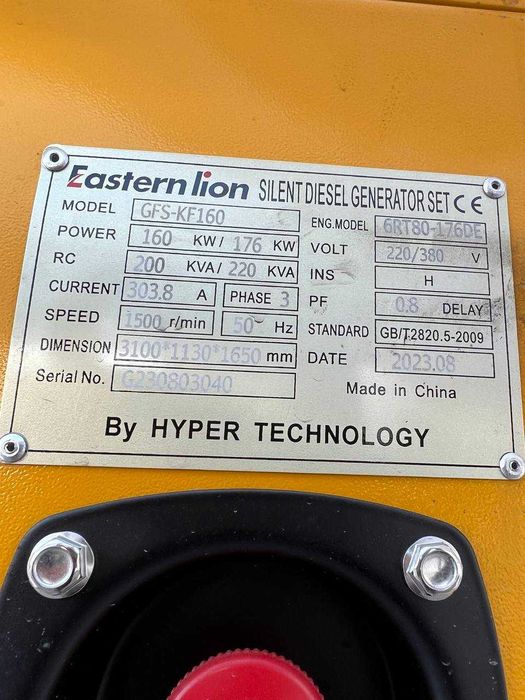 Eastern lion SILENT DIESEL GENERATOR SET CE
MODEL GFS-KF160 ENG.MODEL 6RT80-176DE
POWER 160 KW/ 176 KW VOLT 220/380 V
RC 200 KVA/ 220 KVA INS H
CURRENT 303.8 A PHASE 3 PF 0.8 DELAY
SPEED 1500 r/min 50 Hz STANDARD GB/T2820.5-2009
DIMENSION 3100*1130*1650 mm DATE 2023.08
Serial No. G230803040 Made in China
By HYPER TECHNOLOGY